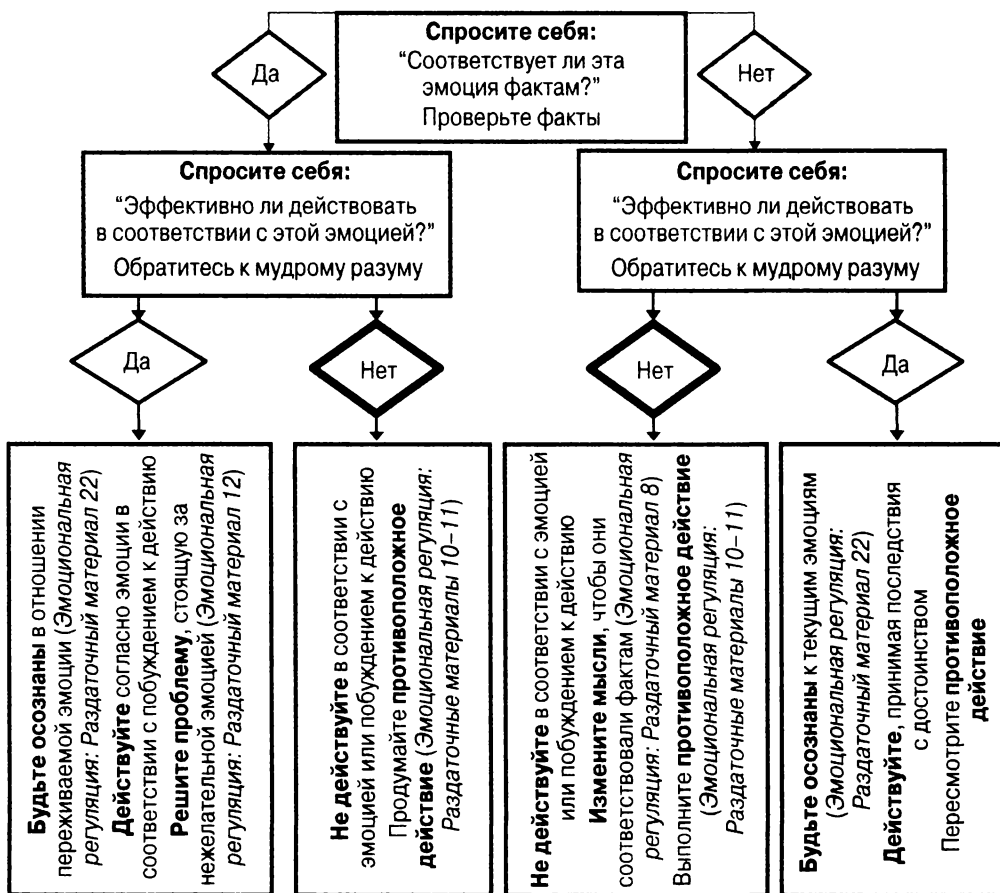 Спросите себя:
“Соответствует ли эта
эмоция фактам?”
Проверьте факты
Да
Нет
Спросите себя:
“Эффективно ли действовать
в соответствии с этой эмоцией?”
Обратитесь к мудрому разуму
Спросите себя:
“Эффективно ли действовать
в соответствии с этой эмоцией?”
Обратитесь к мудрому разуму
Да
Нет
Нет
Да
Будьте осознаны в отношении
переживаемой эмоции (Эмоциональная
регуляция: Раздаточный материал 22)
Действуйте согласно эмоции в
соответствии с побуждением к действию
Решите проблему, стоящую за
нежелательной эмоцией (Эмоциональная
регуляция: Раздаточный материал 12)
Не действуйте в соответствии с
эмоцией или побуждением к действию
Продумайте противоположное
действие (Эмоциональная регуляция:
Раздаточные материалы 10–11)
Не действуйте в соответствии с эмоцией
или побуждением к действию
Измените мысли, чтобы они
соответствовали фактам (Эмоциональная
регуляция: Раздаточный материал 8)
Выполните противоположное действие
(Эмоциональная регуляция:
Раздаточные материалы 10–11)
Будьте осознаны к текущим эмоциям
(Эмоциональная регуляция:
Раздаточный материал 22)
Действуйте, принимая последствия
с достоинством
Пересмотрите противоположное
действие